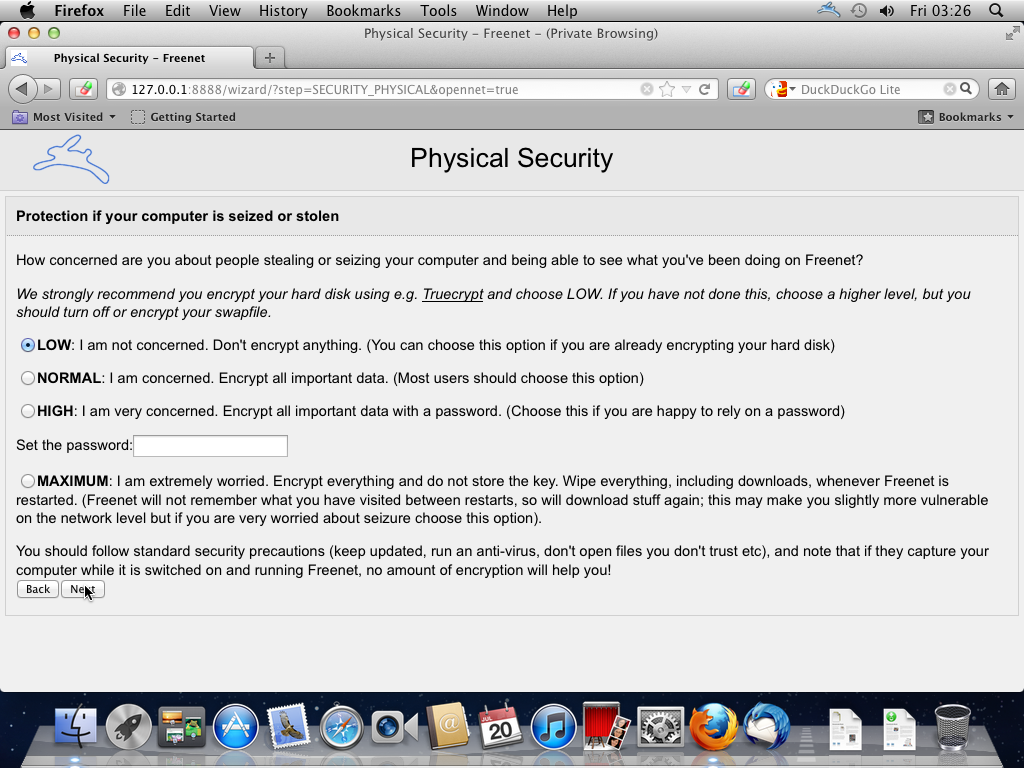 Firefox File Edit View History Bookmarks Tools Window Help Fri 03:26
Physical Security – Freenet – (Private Browsing)
Physical Security – Freenet
127.0.0.1:8888/wizard/?step=SECURITY_PHYSICAL&opennet=true DuckDuckGo Lite
Most Visited Getting Started Bookmarks
Physical Security
Protection if your computer is seized or stolen
How concerned are you about people stealing or seizing your computer and being able to see what you've been doing on Freenet?
We strongly recommend you encrypt your hard disk using e.g. Truecrypt and choose LOW. If you have not done this, choose a higher level, but you
should turn off or encrypt your swapfile.
LOW: I am not concerned. Don't encrypt anything. (You can choose this option if you are already encrypting your hard disk)
NORMAL: I am concerned. Encrypt all important data. (Most users should choose this option)
HIGH: I am very concerned. Encrypt all important data with a password. (Choose this if you are happy to rely on a password)
Set the password:
MAXIMUM: I am extremely worried. Encrypt everything and do not store the key. Wipe everything, including downloads, whenever Freenet is
restarted. (Freenet will not remember what you have visited between restarts, so will download stuff again; this may make you slightly more vulnerable
on the network level but if you are very worried about seizure choose this option).
You should follow standard security precautions (keep updated, run an anti-virus, don't open files you don't trust etc), and note that if they capture your
computer while it is switched on and running Freenet, no amount of encryption will help you!
Back Next
JUL
20